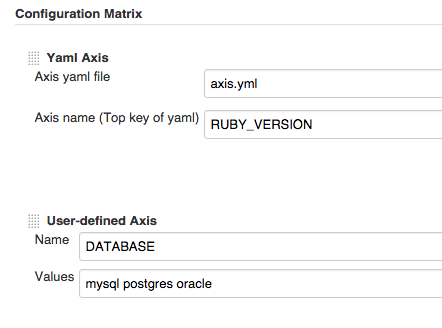 Configuration Matrix
Yaml Axis
Axis yaml file
axis.yml
Axis name (Top key of yaml)
RUBY_VERSION
User-defined Axis
Name
DATABASE
Values
mysql postgres oracle